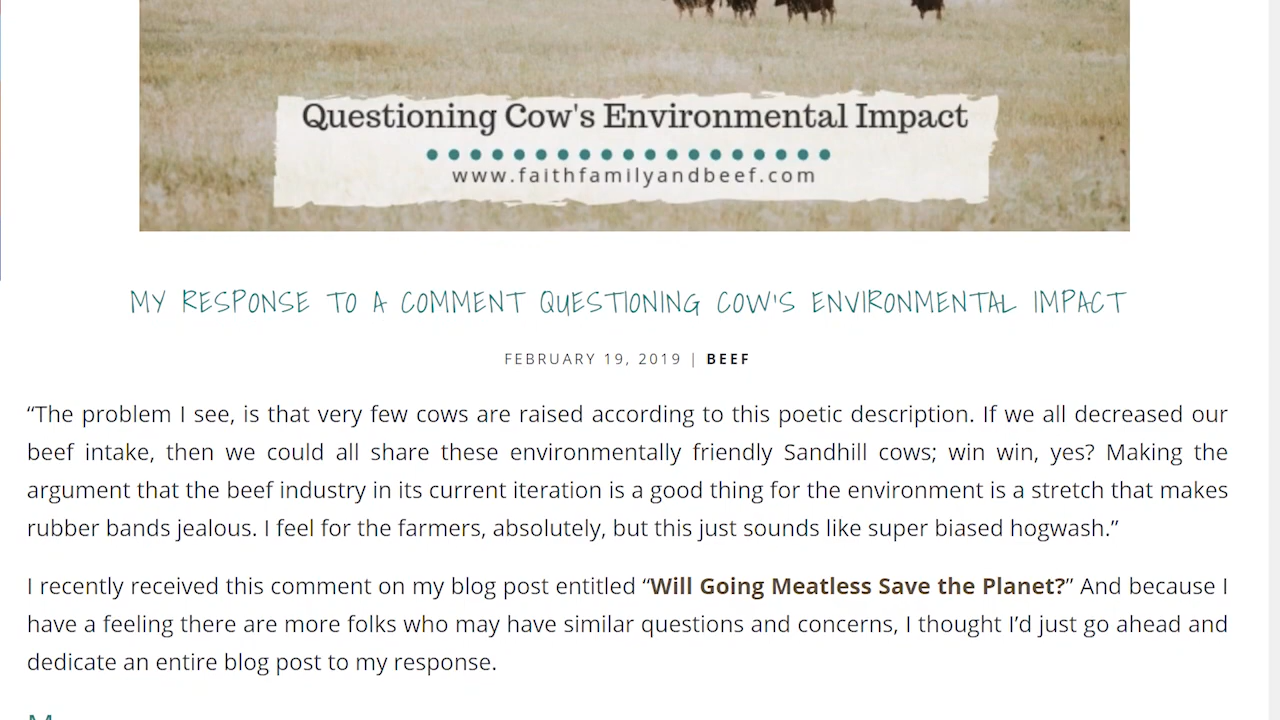 Questioning Cow's Environmental Impact
www.faithfamilyandbeef.com
MY RESPONSE TO A COMMENT QUESTIONING COW'S ENVIRONMENTAL IMPACT
FEBRUARY 19, 2019 | BEEF
“The problem I see, is that very few cows are raised according to this poetic description. If we all decreased our
beef intake, then we could all share these environmentally friendly Sandhill cows; win win, yes? Making the
argument that the beef industry in its current iteration is a good thing for the environment is a stretch that makes
rubber bands jealous. I feel for the farmers, absolutely, but this just sounds like super biased hogwash.”
I recently received this comment on my blog post entitled “Will Going Meatless Save the Planet?” And because I
have a feeling there are more folks who may have similar questions and concerns, I thought I’d just go ahead and
dedicate an entire blog post to my response.